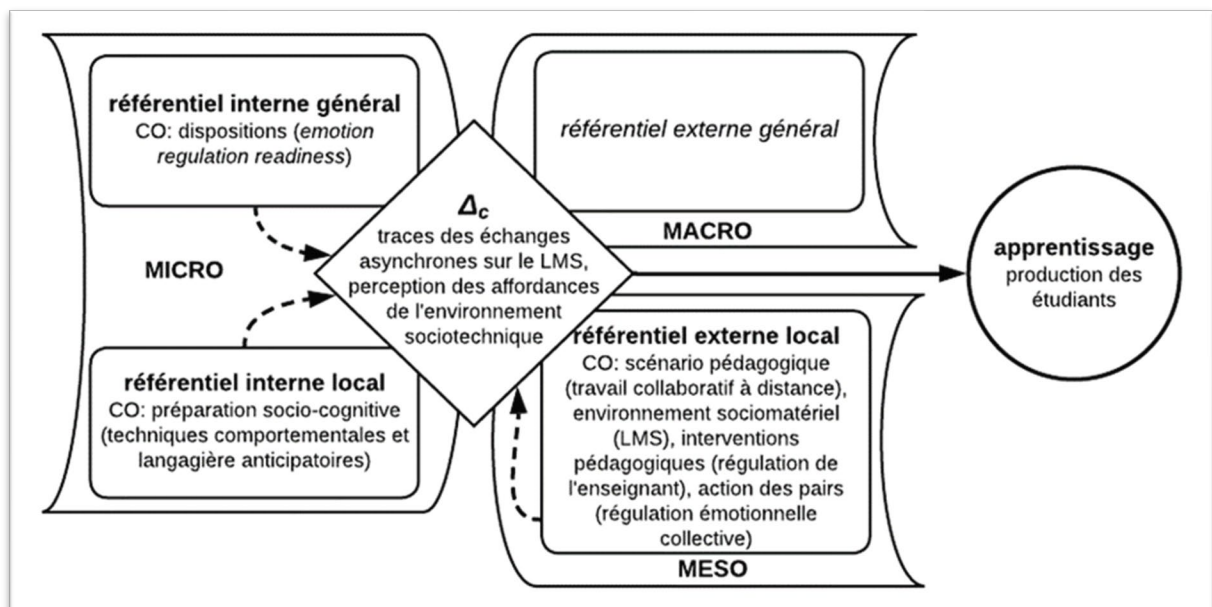 référentiel interne général
CO: dispositions (emotion
regulation readiness)
MICRO
référentiel interne local
CO: préparation socio-cognitive
(techniques comportementales et
langagière anticipatoires)
Δc
traces des échanges
asynchrones sur le LMS,
perception des affordances
de l'environnement
sociotechnique
référentiel externe général
MACRO
référentiel externe local
CO: scénario pédagogique
(travail collaboratif à distance),
environnement sociomatériel
(LMS), interventions
pédagogiques (régulation de
l'enseignant), action des pairs
(régulation émotionnelle
collective)
MESO
apprentissage
production des
étudiants